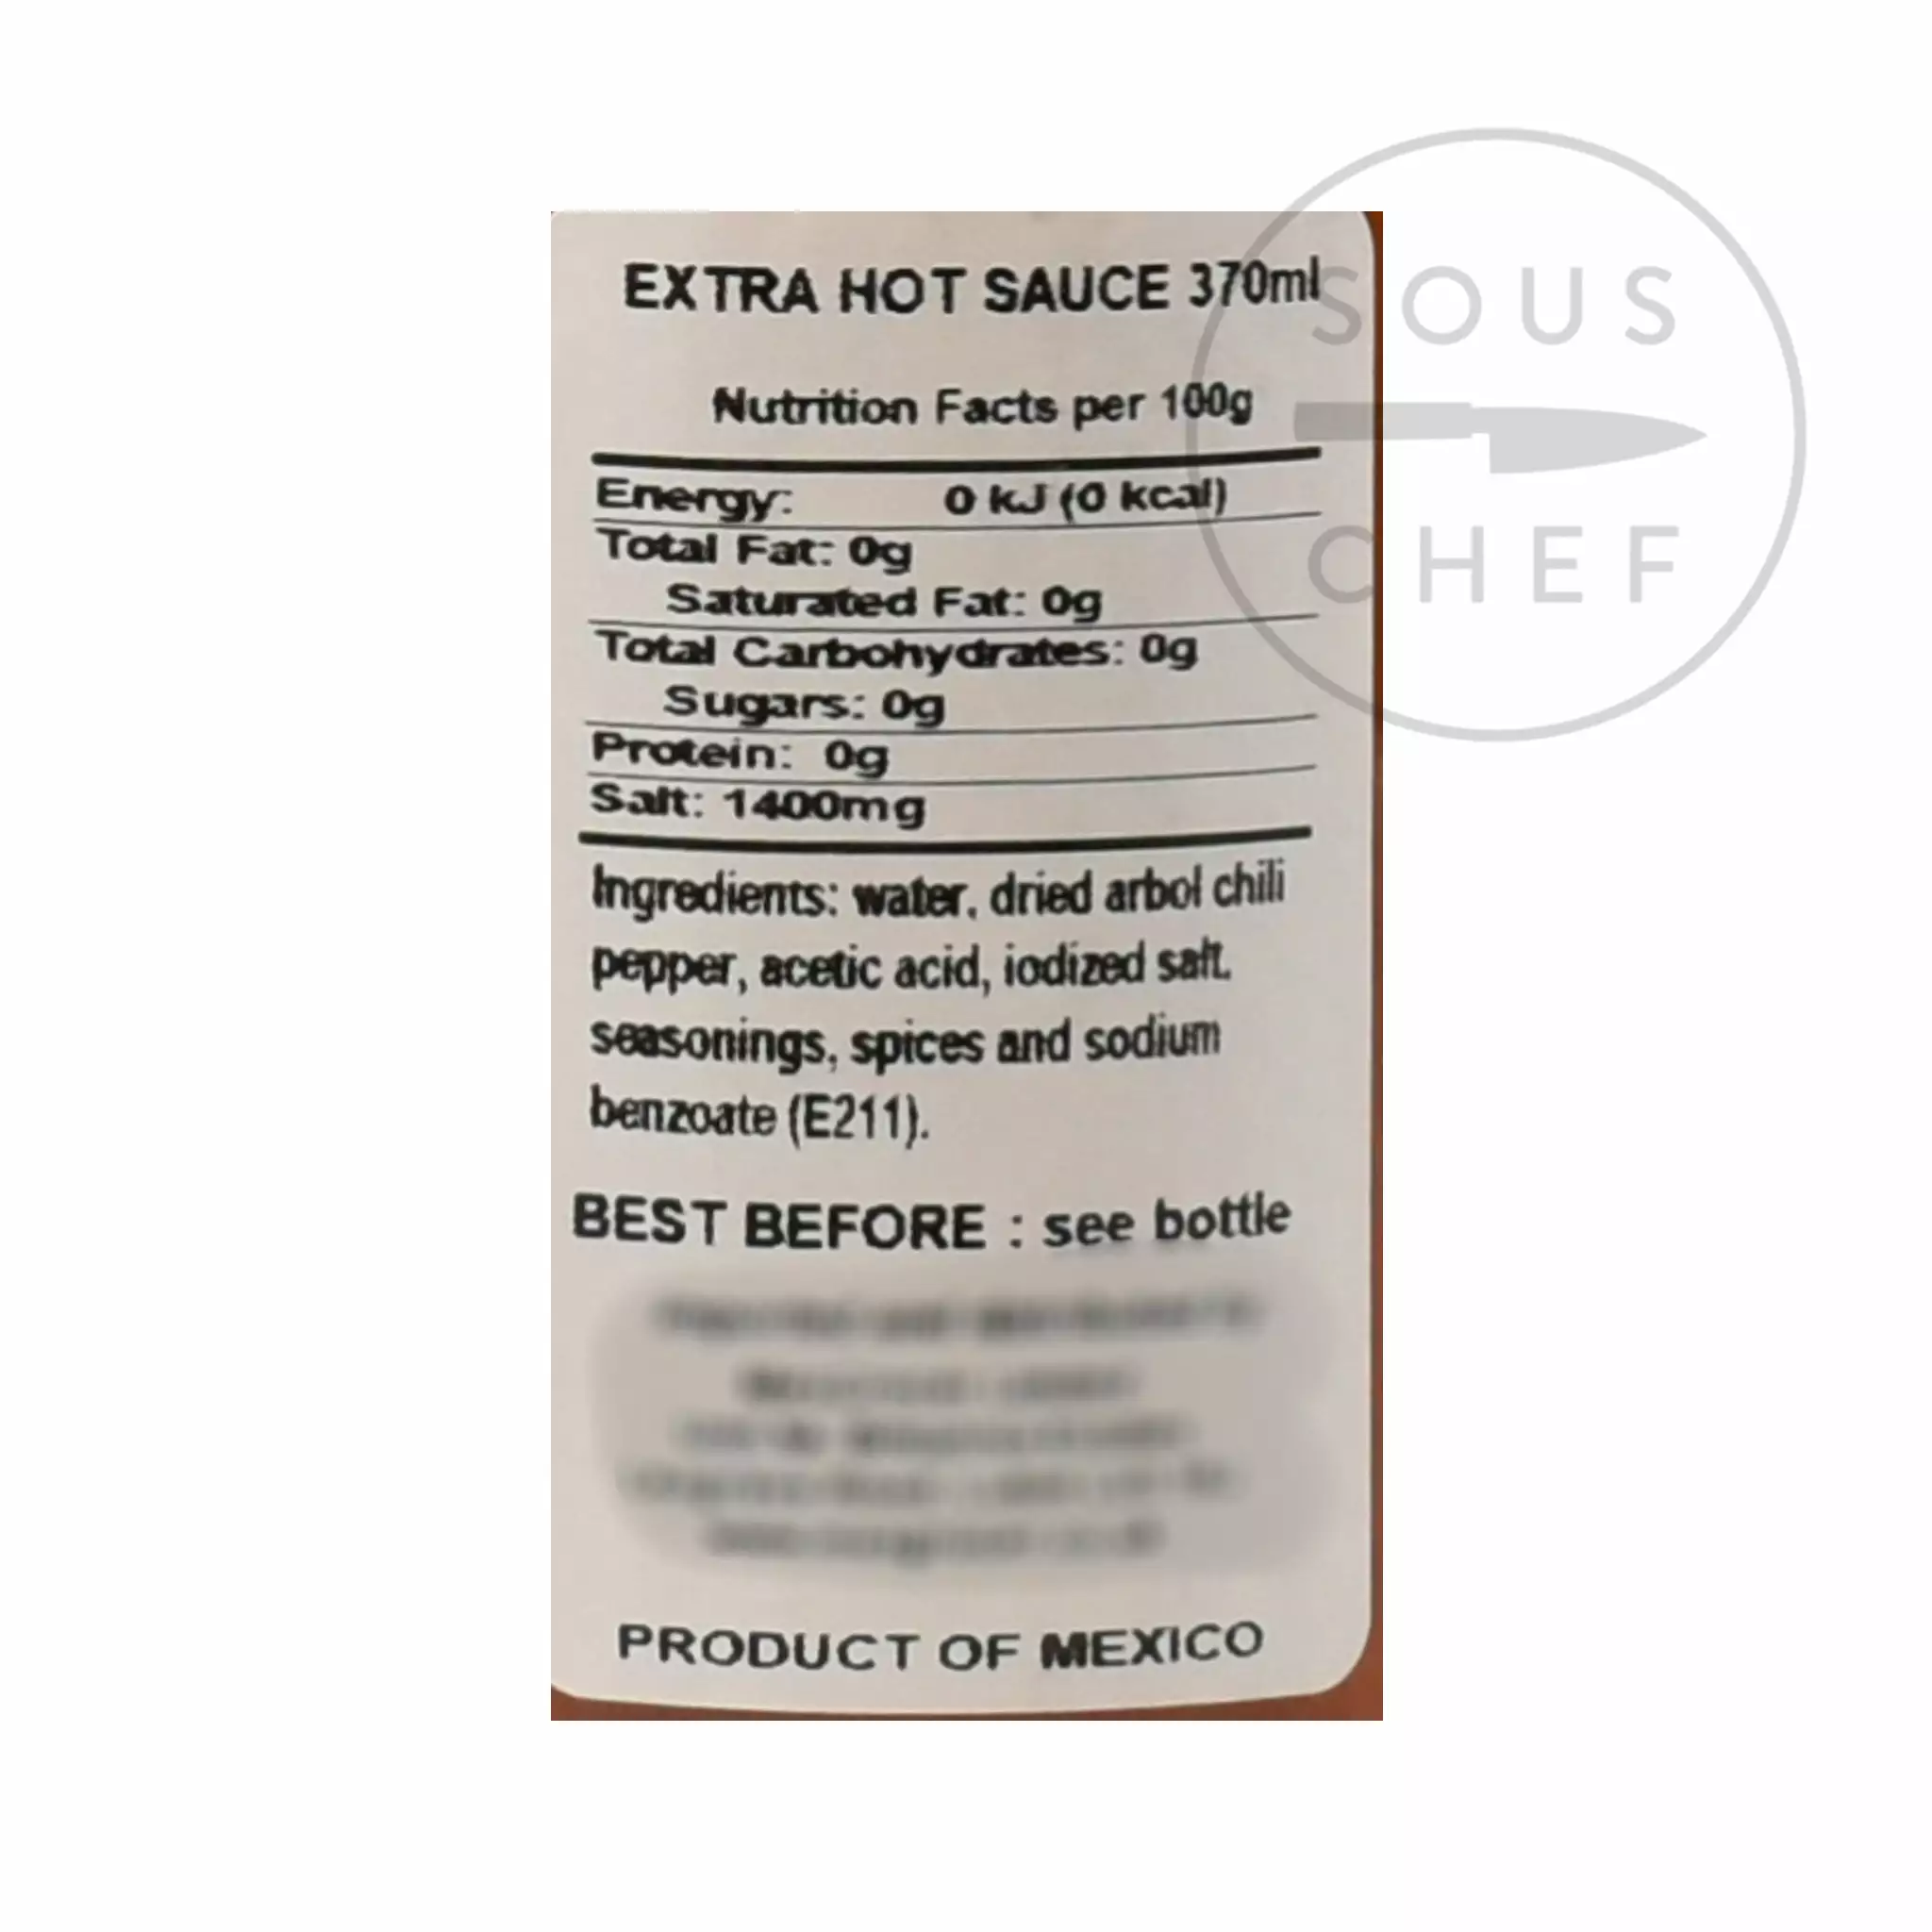 EXTRA HOT SAUCE 370ml
SOUS
CHEF
Nutrition Facts per 100g
Energy: 0 kJ (0 kcal)
Total Fat: 0g
Saturated Fat: 0g
Total Carbohydrates: 0g
Sugars: 0g
Protein: 0g
Salt: 1400mg
Ingredients: water, dried arbol chili
pepper, acetic acid, iodized salt.
seasonings, spices and sodium
benzoate (E211).
BEST BEFORE : see bottle
PRODUCT OF MEXICO